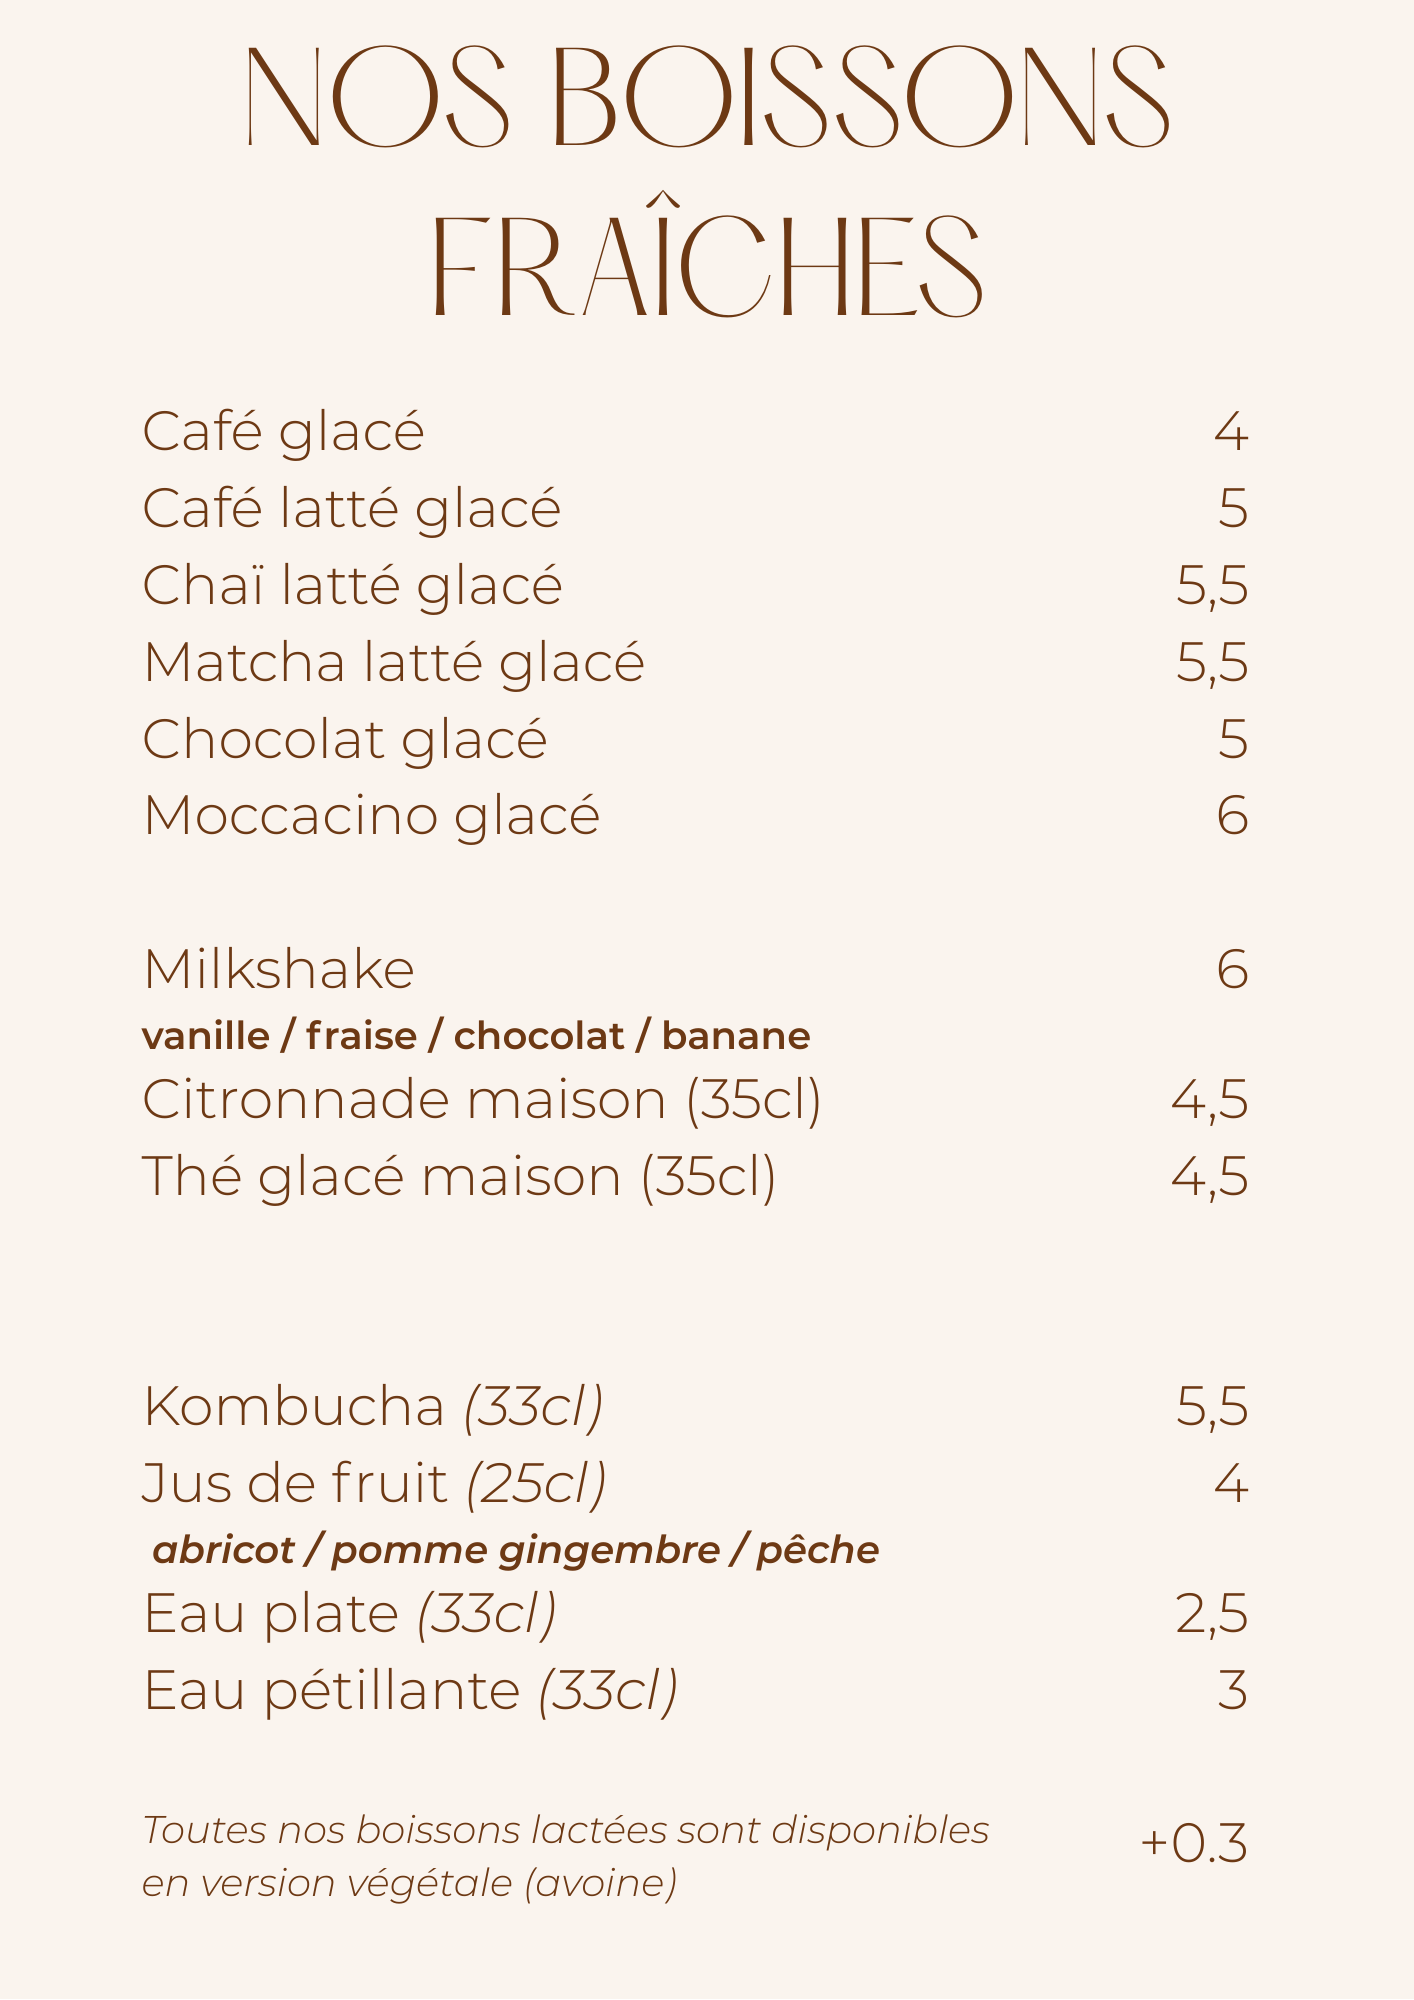 NOS BOISSONS
FRAÎCHES
Café glacé 4
Café latté glacé 5
Chaï latté glacé 5,5
Matcha latté glacé 5,5
Chocolat glacé 5
Moccacino glacé 6
Milkshake 6
vanille / fraise / chocolat / banane
Citronnade maison (35cl) 4,5
Thé glacé maison (35cl) 4,5
Kombucha (33cl) 5,5
Jus de fruit (25cl) 4
abricot / pomme gingembre / pêche
Eau plate (33cl) 2,5
Eau pétillante (33cl) 3
Toutes nos boissons lactées sont disponibles +0.3
en version végétale (avoine)